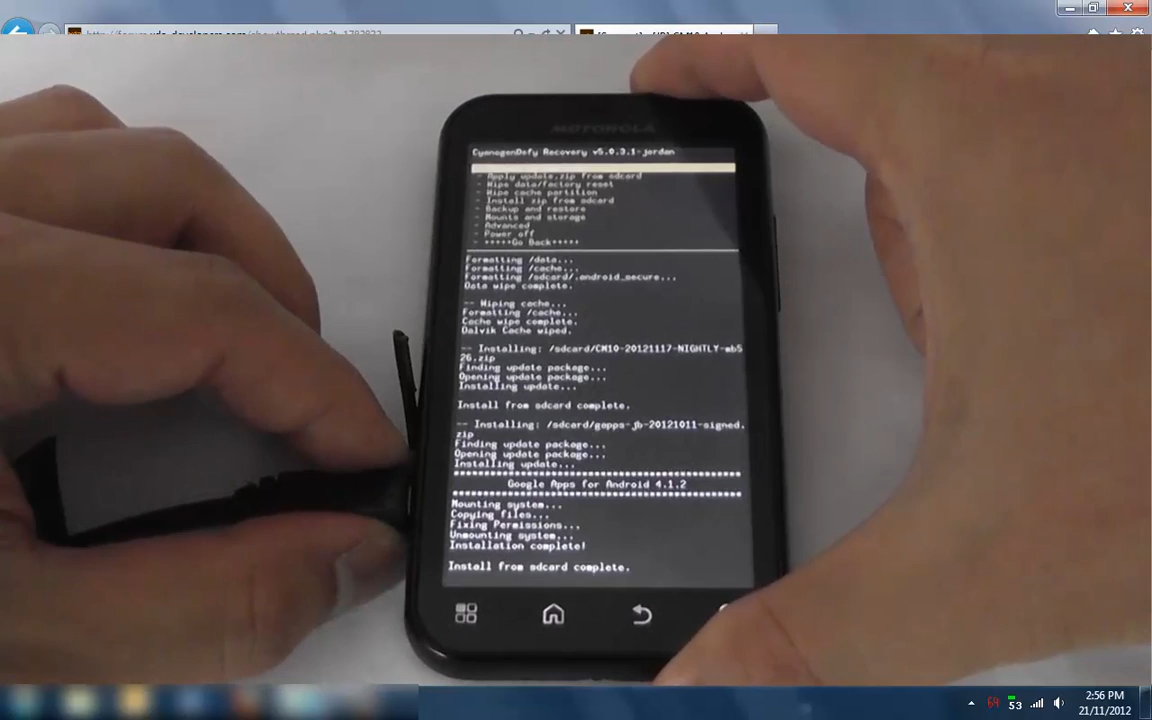 MOTOROLA
CyanogenDefy Recovery v5.0.3.1-jordan
- Apply update.zip from sdcard
- Wipe data/factory reset
- Wipe cache partition
- Install zip from sdcard
- Backup and restore
- Mounts and storage
- Advanced
- Power off
- *****Go Back*****
Formatting /data...
Formatting /cache...
Formatting /sdcard/.android_secure...
Data wipe complete.
-- Wiping cache...
Formatting /cache...
Cache wipe complete.
Dalvik Cache wiped.
-- Installing: /sdcard/CM10-20121117-NIGHTLY-mb5
26.zip
Finding update package...
Opening update package...
Installing update...
Install from sdcard complete.
-- Installing: /sdcard/gapps-jb-20121011-signed.
zip
Finding update package...
Opening update package...
Installing update...
Google Apps for Android 4.1.2
Mounting system...
Copying files...
Fixing Permissions...
Unmounting system...
Installation complete!
Install from sdcard complete.
64
53
2:56 PM
21/11/2012